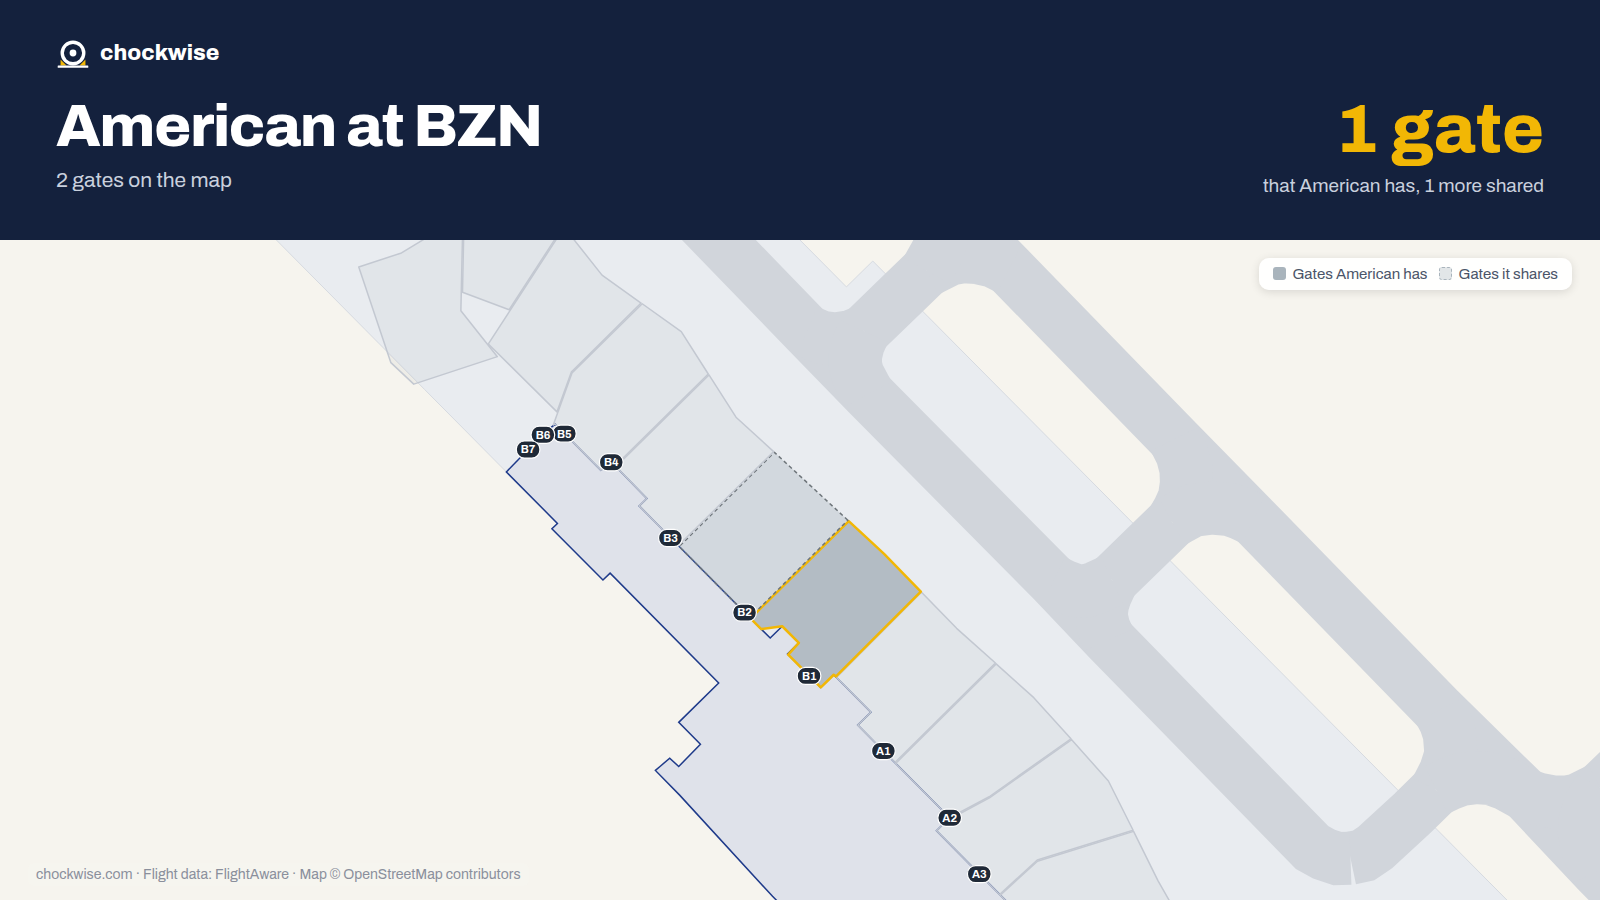 chockwise
American at BZN
2 gates on the map
1 gate
that American has, 1 more shared
Gates American has
Gates it shares
B7
B6
B5
B4
B3
B2
B1
A1
A2
A3
chockwise.com · Flight data: FlightAware · Map © OpenStreetMap contributors